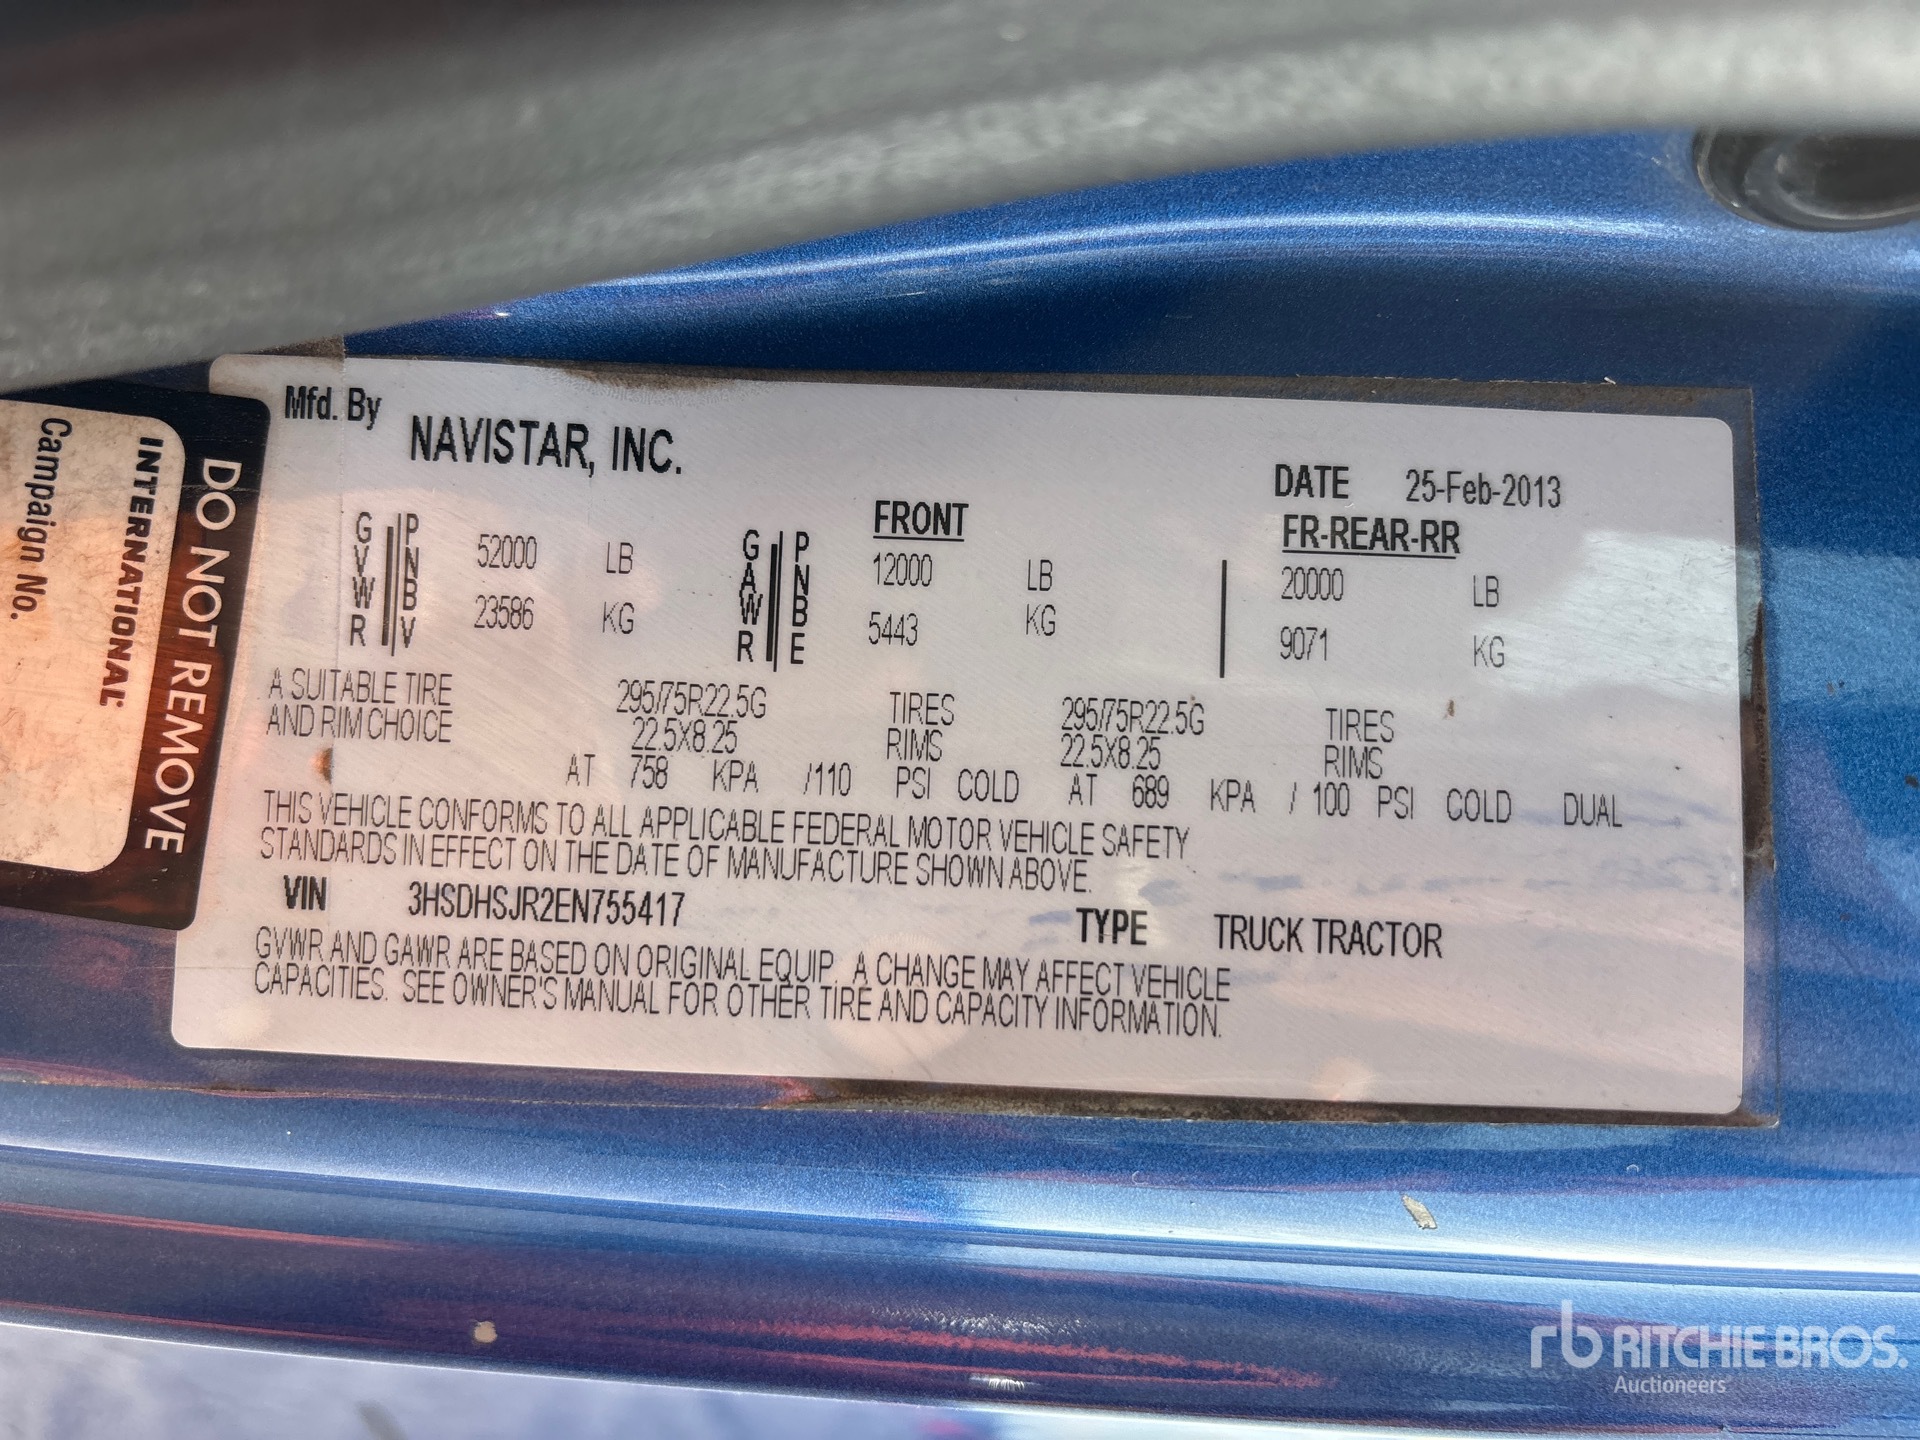 Mfd. By
NAVISTAR, INC.
DATE 25-Feb-2013
FRONT
FR-REAR-RR
GVWR PNBV 52000 LB
23586 KG
GAWR PNBE 12000 LB
5443 KG
20000 LB
9071 KG
A SUITABLE TIRE 295/75R22.5G TIRES 295/75R22.5G TIRES
AND RIM CHOICE 22.5X8.25 RIMS 22.5X8.25 RIMS
AT 758 KPA /110 PSI COLD AT 689 KPA / 100 PSI COLD DUAL
THIS VEHICLE CONFORMS TO ALL APPLICABLE FEDERAL MOTOR VEHICLE SAFETY
STANDARDS IN EFFECT ON THE DATE OF MANUFACTURE SHOWN ABOVE.
VIN 3HSDHSJR2EN755417 TYPE TRUCK TRACTOR
GVWR AND GAWR ARE BASED ON ORIGINAL EQUIP. A CHANGE MAY AFFECT VEHICLE
CAPACITIES. SEE OWNER'S MANUAL FOR OTHER TIRE AND CAPACITY INFORMATION.
DO NOT REMOVE
INTERNATIONAL
Campaign No.
rb RITCHIE BROS.
Auctioneers